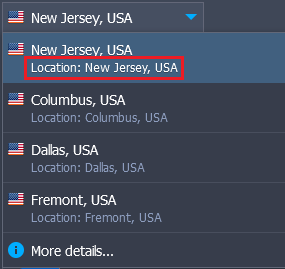 New Jersey, USA
New Jersey, USA
Location: New Jersey, USA
Columbus, USA
Location: Columbus, USA
Dallas, USA
Location: Dallas, USA
Fremont, USA
Location: Fremont, USA
More details...